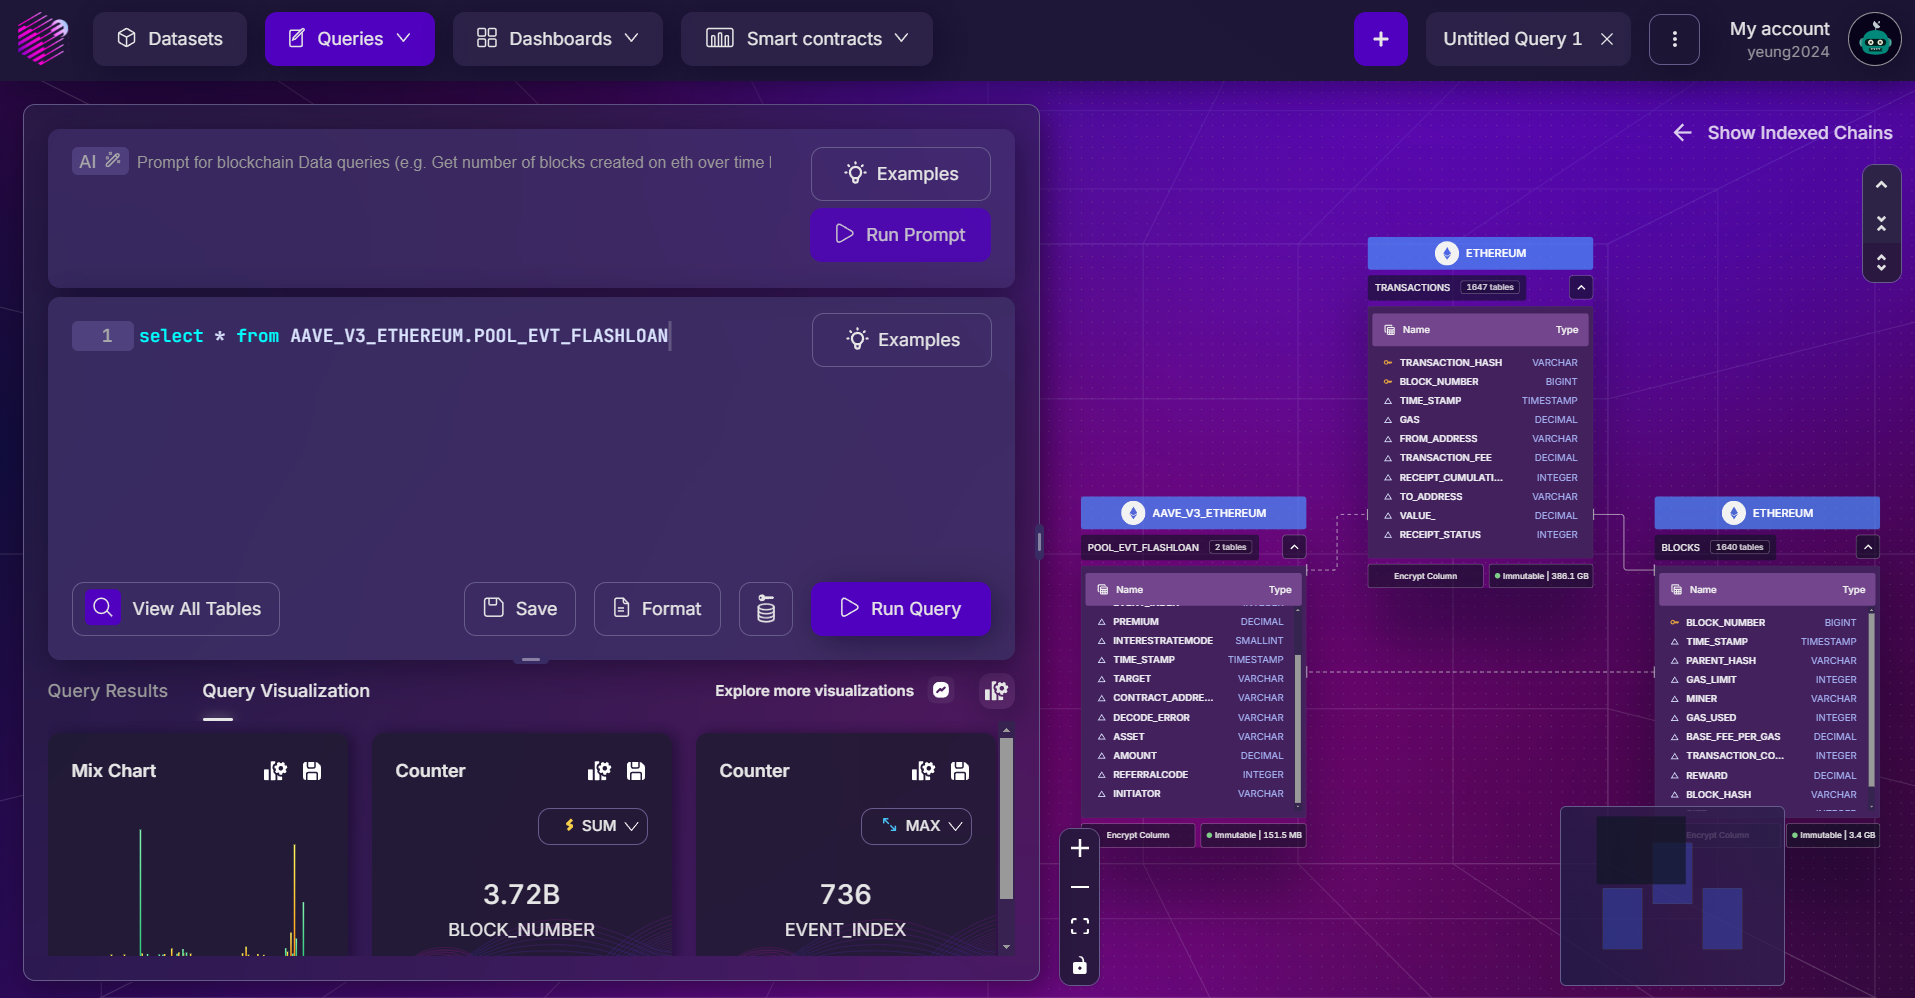 Datasets
Queries
Dashboards
Smart contracts
+
Untitled Query 1
My account
yeung2024
AI
Prompt for blockchain Data queries (e.g. Get number of blocks created on eth over time
Examples
Run Prompt
1
select * from AAVE_V3_ETHEREUM.POOL_EVT_FLASHLOAN
Examples
View All Tables
Save
Format
Run Query
Query Results
Query Visualization
Explore more visualizations
Mix Chart
Counter
SUM
3.72B
BLOCK_NUMBER
Counter
MAX
736
EVENT_INDEX
Show Indexed Chains
ETHEREUM
TRANSACTIONS 1647 tables
Name Type
TRANSACTION_HASH VARCHAR
BLOCK_NUMBER BIGINT
TIME_STAMP TIMESTAMP
GAS DECIMAL
FROM_ADDRESS VARCHAR
TRANSACTION_FEE DECIMAL
RECEIPT_CUMULATI... INTEGER
TO_ADDRESS VARCHAR
VALUE_ DECIMAL
RECEIPT_STATUS INTEGER
Encrypt Column
Immutable | 386.1 GB
AAVE_V3_ETHEREUM
POOL_EVT_FLASHLOAN 2 tables
Name Type
EVENT_INDEX INTEGER
PREMIUM DECIMAL
INTERESTRATEMODE SMALLINT
TIME_STAMP TIMESTAMP
TARGET VARCHAR
CONTRACT_ADDRE... VARCHAR
DECODE_ERROR VARCHAR
ASSET VARCHAR
AMOUNT DECIMAL
REFERRALCODE INTEGER
INITIATOR VARCHAR
Encrypt Column
Immutable | 151.5 MB
ETHEREUM
BLOCKS 1640 tables
Name Type
BLOCK_NUMBER BIGINT
TIME_STAMP TIMESTAMP
PARENT_HASH VARCHAR
GAS_LIMIT INTEGER
MINER VARCHAR
GAS_USED INTEGER
BASE_FEE_PER_GAS DECIMAL
TRANSACTION_CO... INTEGER
REWARD DECIMAL
BLOCK_HASH VARCHAR
Encrypt Column
Immutable | 3.4 GB